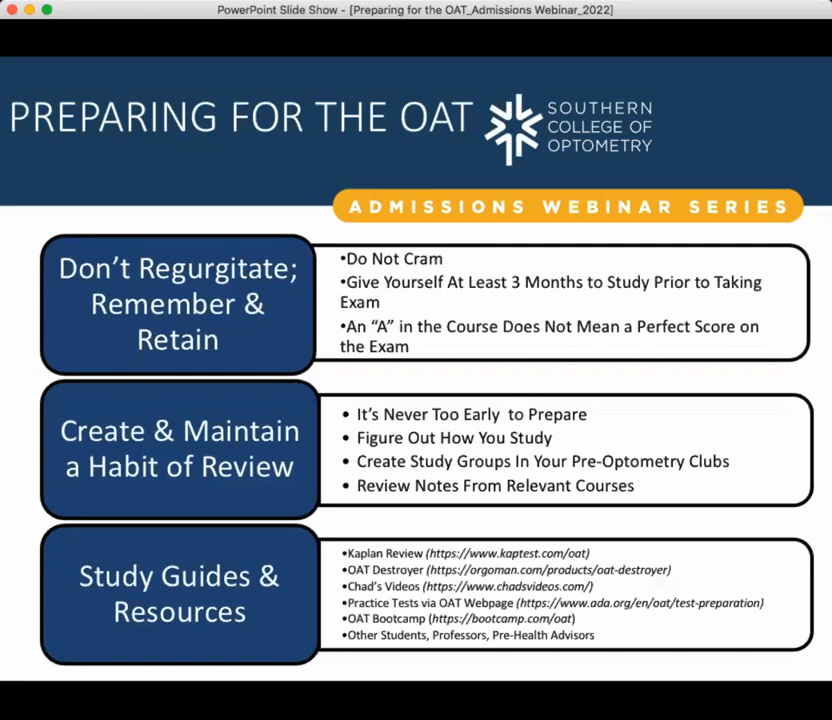 PowerPoint Slide Show - [Preparing for the OAT_Admissions Webinar_2022]
PREPARING FOR THE OAT
SOUTHERN
COLLEGE OF
OPTOMETRY
ADMISSIONS WEBINAR SERIES
Don't Regurgitate;
Remember &
Retain
•Do Not Cram
•Give Yourself At Least 3 Months to Study Prior to Taking
Exam
•An "A" in the Course Does Not Mean a Perfect Score on
the Exam
Create & Maintain
a Habit of Review
• It's Never Too Early to Prepare
• Figure Out How You Study
• Create Study Groups In Your Pre-Optometry Clubs
• Review Notes From Relevant Courses
Study Guides &
Resources
•Kaplan Review (https://www.kaptest.com/oat)
•OAT Destroyer (https://orgoman.com/products/oat-destroyer)
•Chad's Videos (https://www.chadsvideos.com/)
•Practice Tests via OAT Webpage (https://www.ada.org/en/oat/test-preparation)
•OAT Bootcamp (https://bootcamp.com/oat)
•Other Students, Professors, Pre-Health Advisors